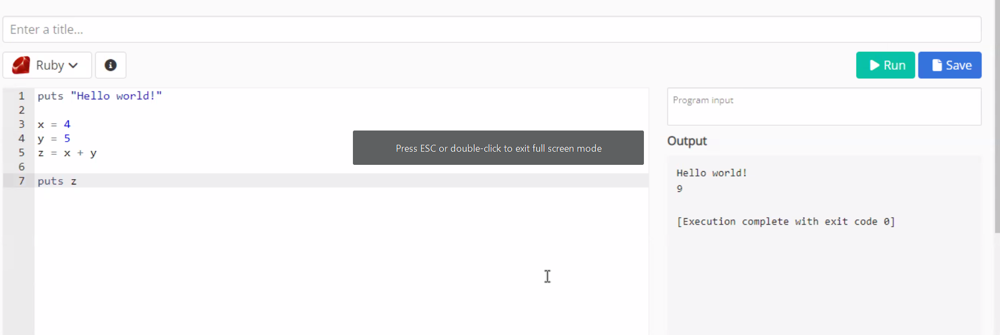 Enter a title...
Ruby
Run
Save
1 puts "Hello world!"
2
3 x = 4
4 y = 5
5 z = x + y
6
7 puts z
Press ESC or double-click to exit full screen mode
Program input
Output
Hello world!
9
[Execution complete with exit code 0]